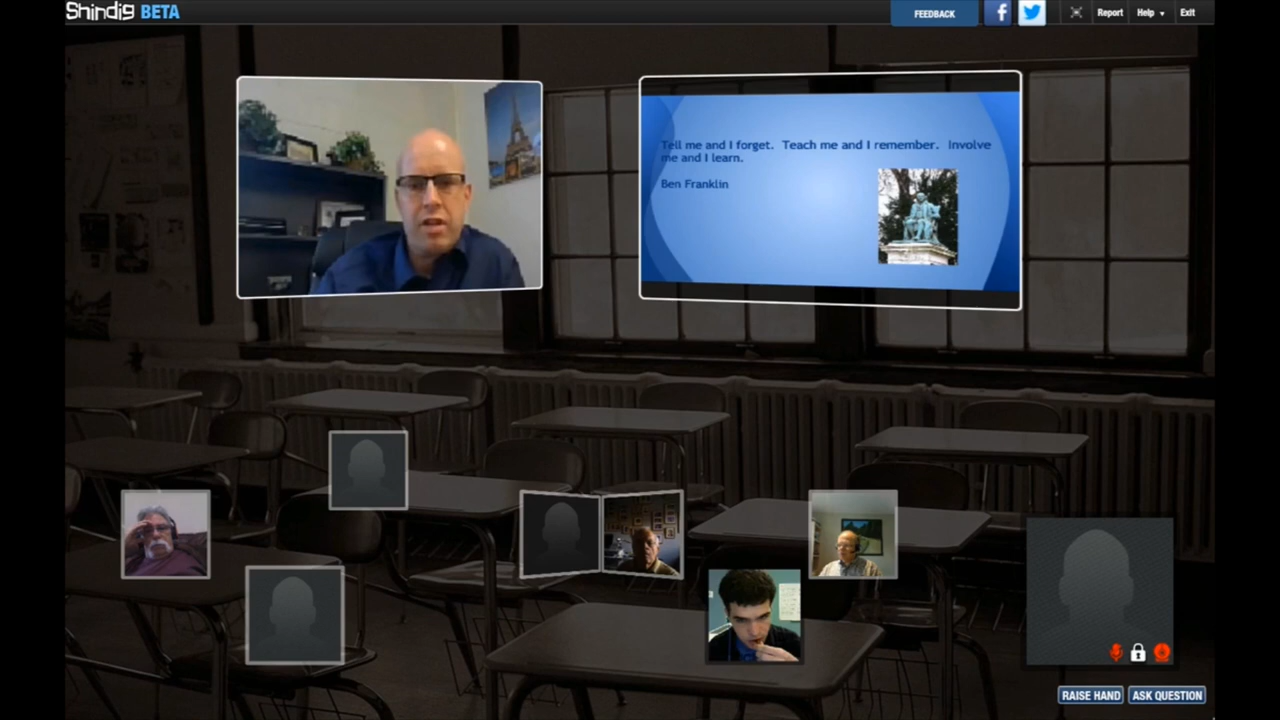 Shindig BETA
FEEDBACK
Report
Help
Exit
Tell me and I forget. Teach me and I remember. Involve
me and I learn.
Ben Franklin
RAISE HAND
ASK QUESTION